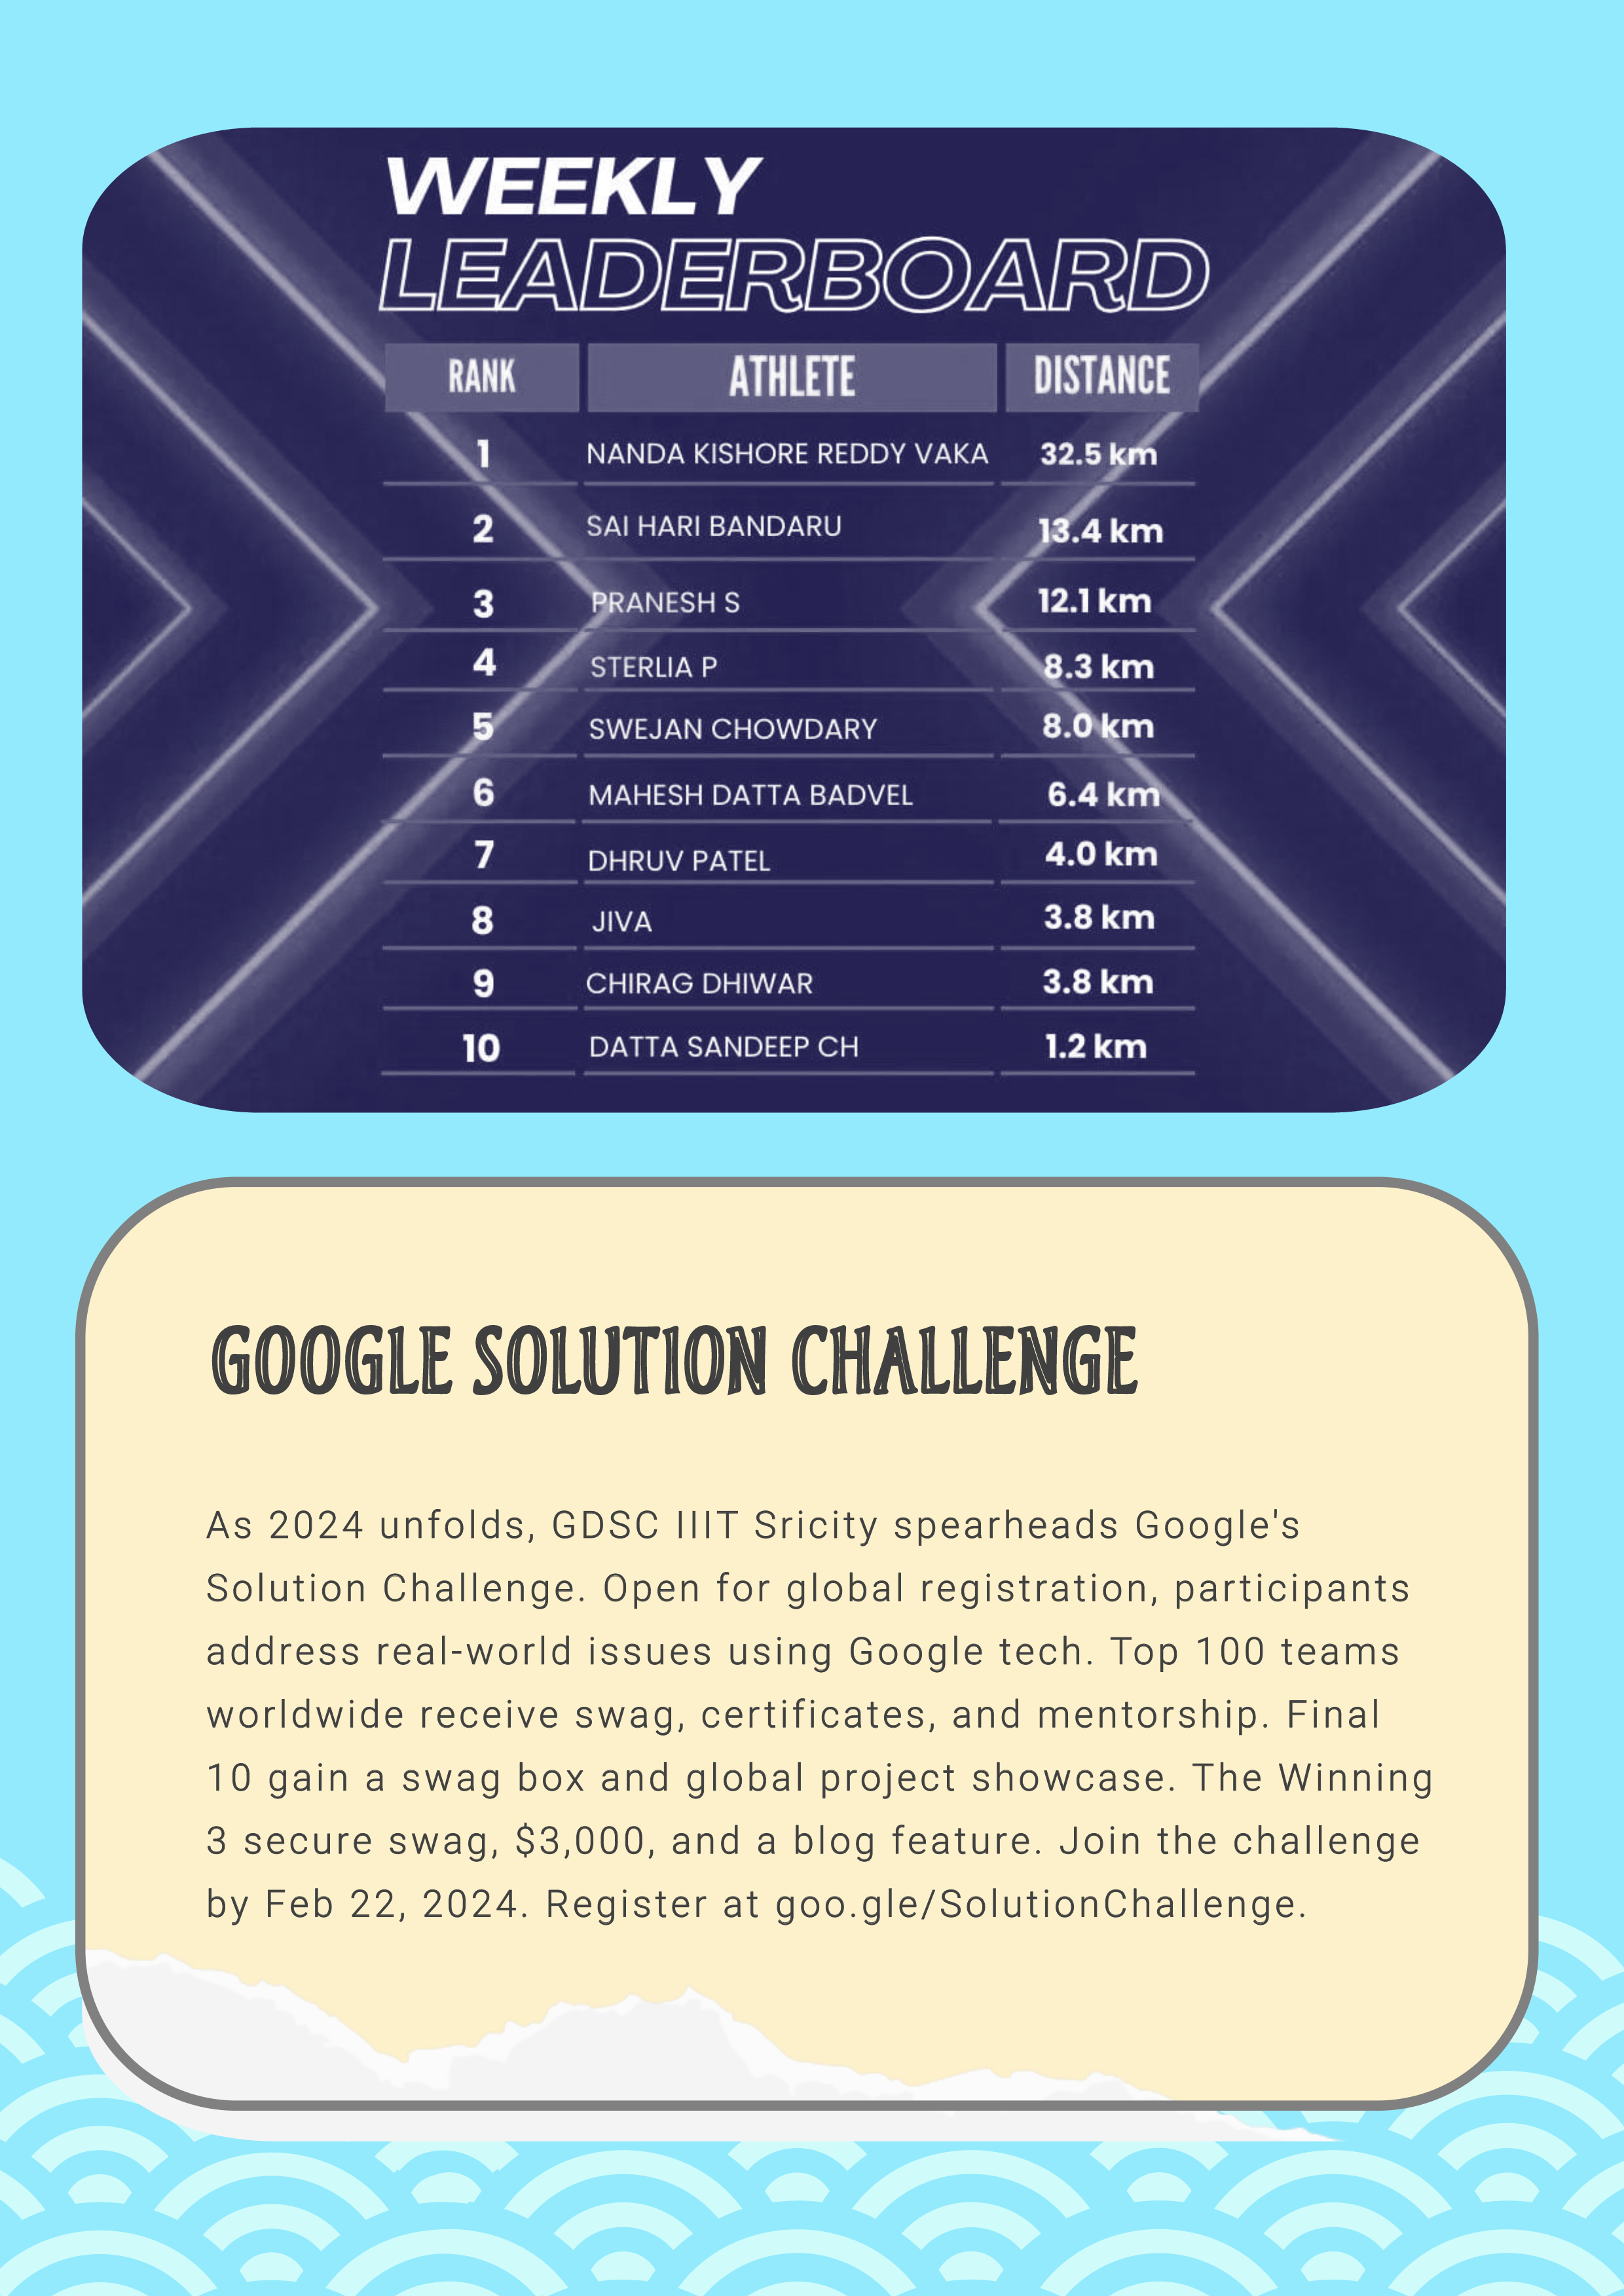 WEEKLY
LEADERBOARD
RANK ATHLETE DISTANCE
1 NANDA KISHORE REDDY VAKA 32.5 km
2 SAI HARI BANDARU 13.4 km
3 PRANESH S 12.1 km
4 STERLIA P 8.3 km
5 SWEJAN CHOWDARY 8.0 km
6 MAHESH DATTA BADVEL 6.4 km
7 DHRUV PATEL 4.0 km
8 JIVA 3.8 km
9 CHIRAG DHIWAR 3.8 km
10 DATTA SANDEEP CH 1.2 km
GOOGLE SOLUTION CHALLENGE
As 2024 unfolds, GDSC IIIT Sricity spearheads Google's
Solution Challenge. Open for global registration, participants
address real-world issues using Google tech. Top 100 teams
worldwide receive swag, certificates, and mentorship. Final
10 gain a swag box and global project showcase. The Winning
3 secure swag, $3,000, and a blog feature. Join the challenge
by Feb 22, 2024. Register at goo.gle/SolutionChallenge.